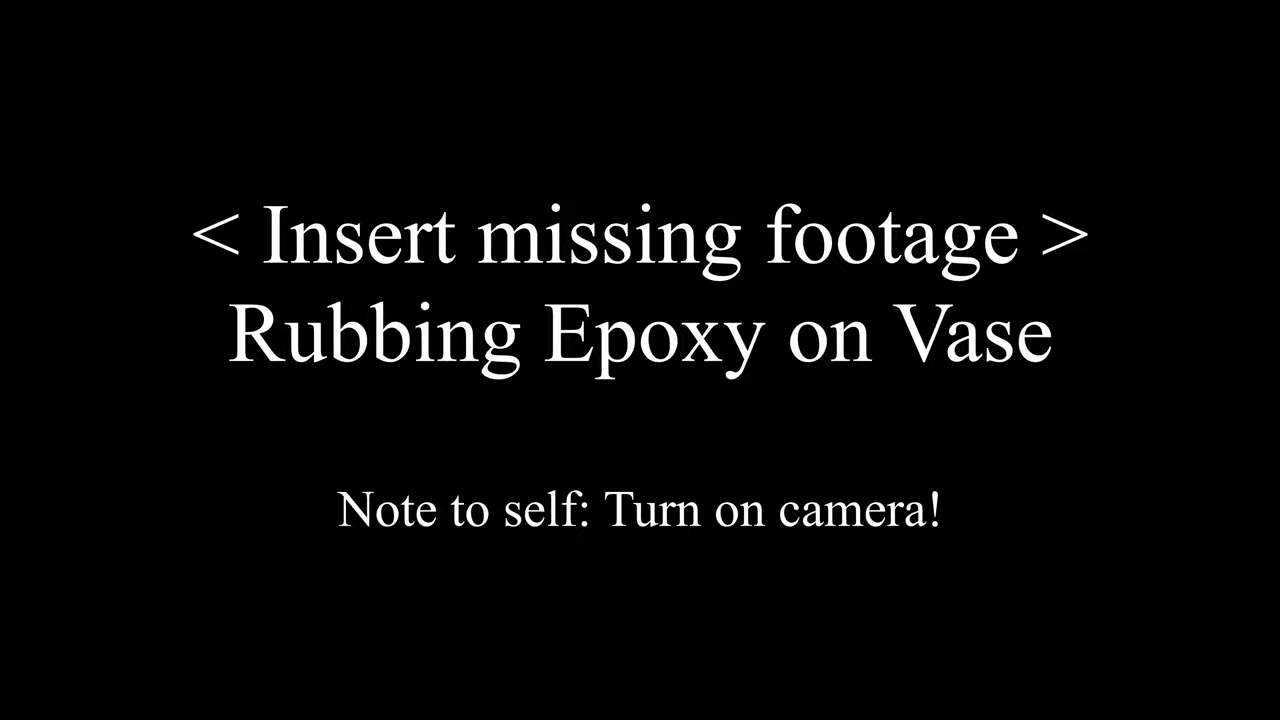 < Insert missing footage >
Rubbing Epoxy on Vase
Note to self: Turn on camera!